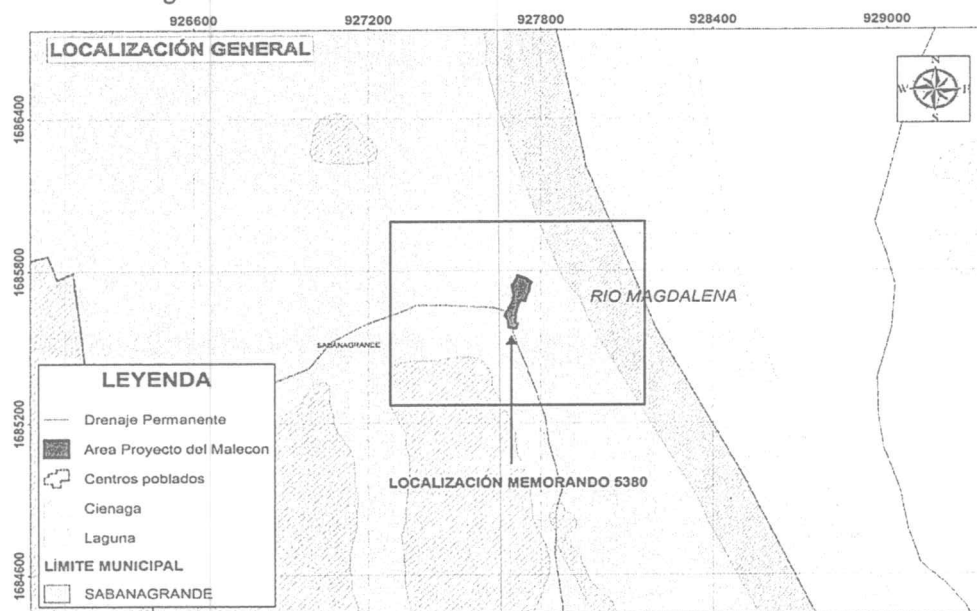 926600 927200 927800 928400 929000
LOCALIZACIÓN GENERAL
N
W E
S
1686400
1685800
1685200
1684600
RIO MAGDALENA
SABANAGRANDE
LOCALIZACIÓN MEMORANDO 5380
LEYENDA
Drenaje Permanente
Area Proyecto del Malecon
Centros poblados
Cienaga
Laguna
LÍMITE MUNICIPAL
SABANAGRANDE